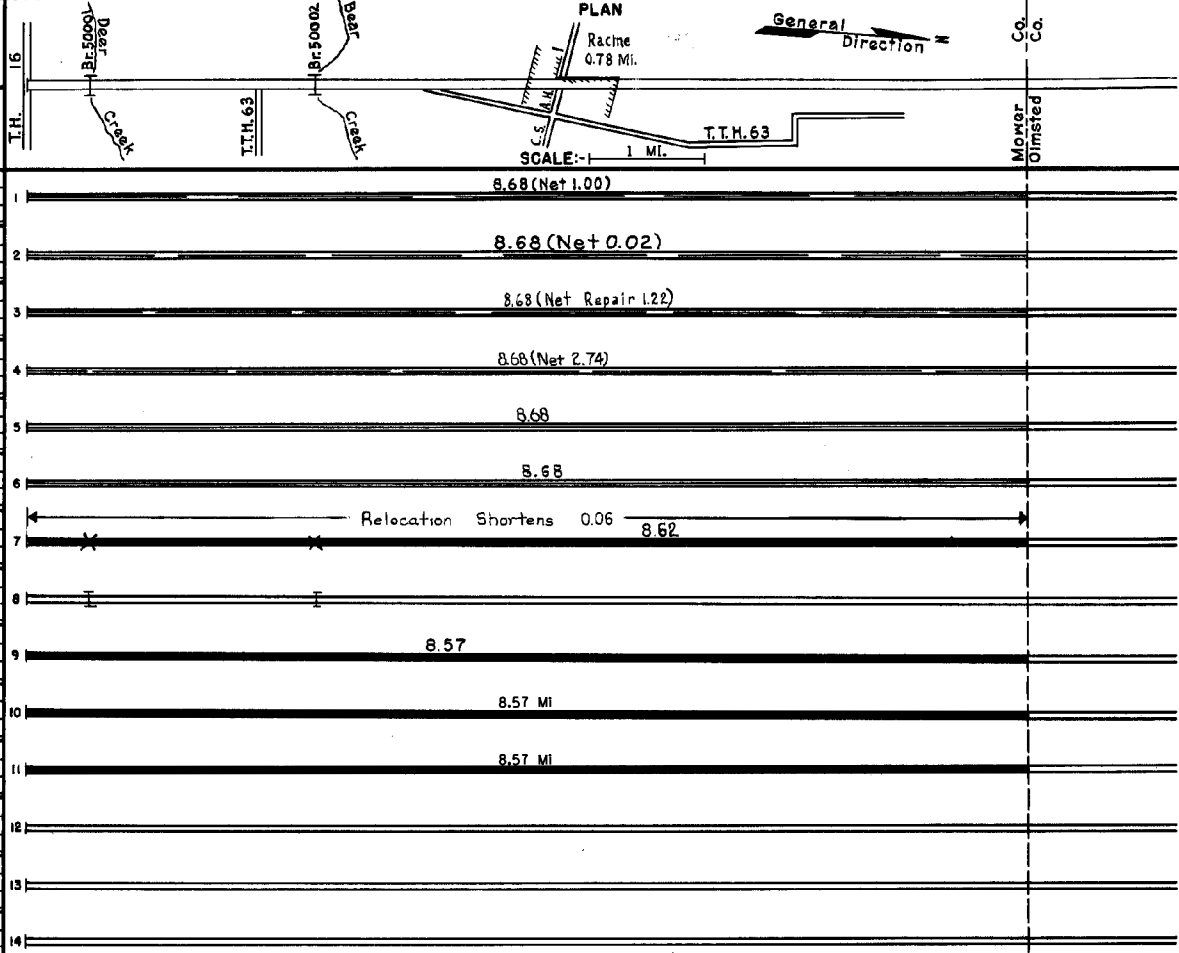 PLAN
General Direction N
T.H. 16
Br. 50001
Deer
Creek
T.T.H. 63
Br. 50002
Bear
Creek
Racine
0.78 Mi.
C.S. A.H.
T.T.H. 63
Co.
Co.
Mower
Olmsted
SCALE:- 1 MI.
1 8.68 (Net 1.00)
2 8.68 (Net 0.02)
3 8.68 (Net Repair 1.22)
4 8.68 (Net 2.74)
5 8.68
6 8.68
Relocation Shortens 0.06
7 8.62
8
9 8.57
10 8.57 Mi
11 8.57 Mi
12
13
14